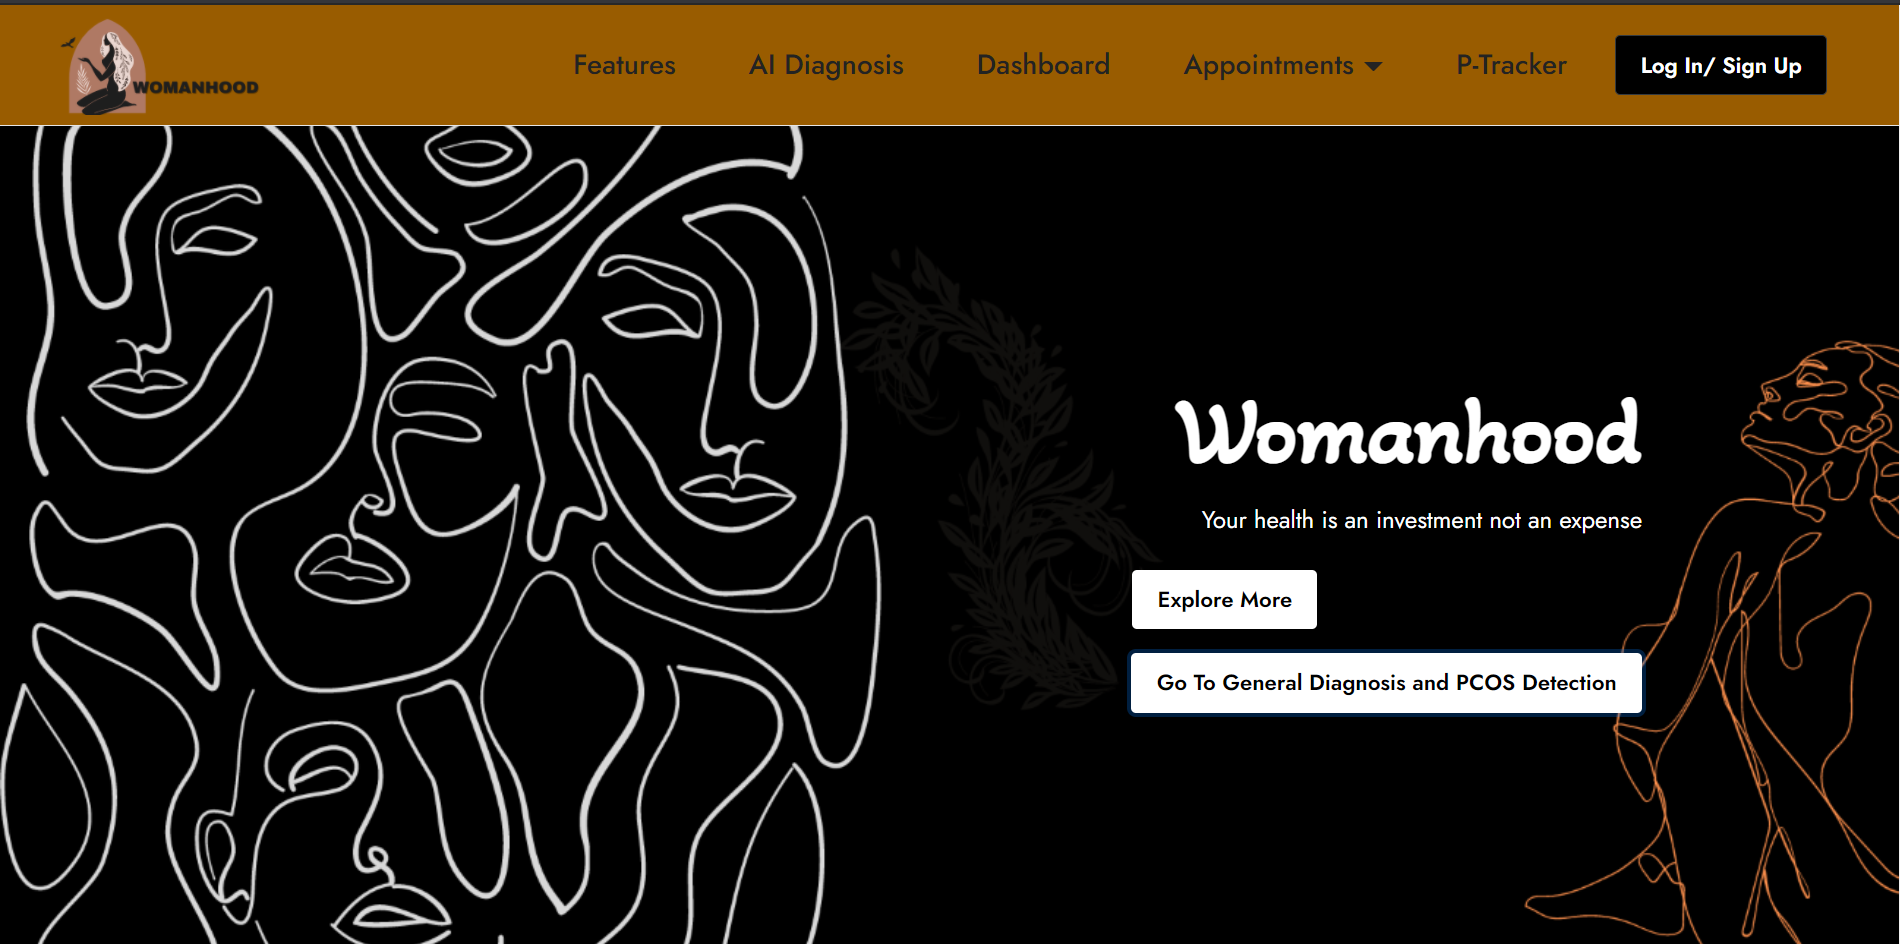 WOMANHOOD
Features
AI Diagnosis
Dashboard
Appointments
P-Tracker
Log In/ Sign Up
Womanhood
Your health is an investment not an expense
Explore More
Go To General Diagnosis and PCOS Detection